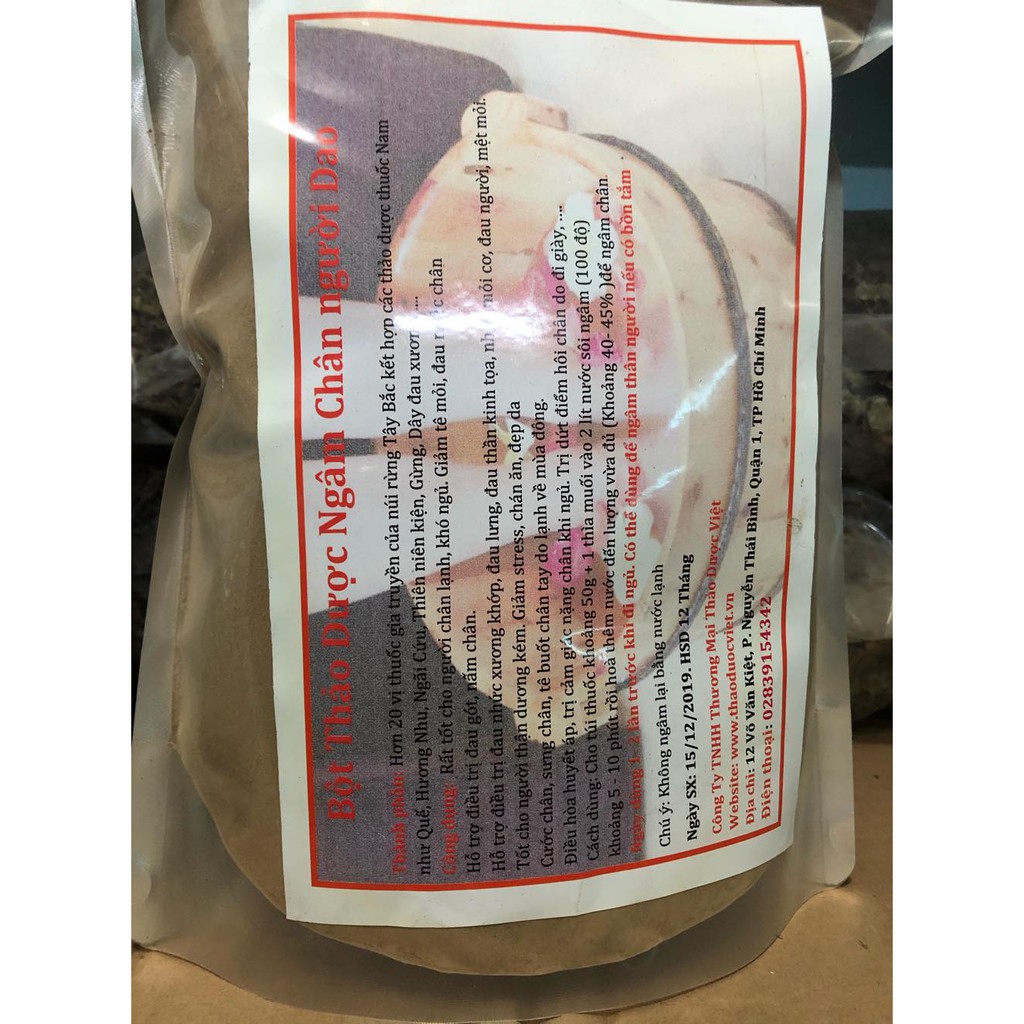 Bột Thảo Dược Ngâm Chân người Dao
Thành phần: Hơn 20 vị thuốc gia truyền của núi rừng Tây Bắc kết hợp các thảo dược thuốc Nam
như Quế, Hương Nhu, Ngãi Cứu, Thiên niên kiện, Gừng, Dây đau xương....
Công dụng: Rất tốt cho người chân lạnh, khó ngủ. Giảm tê mỏi, đau chân
Hỗ trợ điều trị đau gót, nấm chân.
Hỗ trợ điều trị đau nhức xương khớp, đau lưng, đau thần kinh tọa, mỏi cơ, đau người, mệt mỏi.
Tốt cho người thận dương kém. Giảm stress, chán ăn, đẹp da
Cước chân, sưng chân, tê buốt chân tay do lạnh về mùa đông.
Điều hòa huyết áp, trị cảm giác nặng chân khi ngủ. Trị dứt điểm hôi chân do đi giày, ....
Cách dùng: Cho túi thuốc khoảng 50g + 1 thìa muối vào 2 lít nước sôi ngâm (100 độ)
khoảng 5 - 10 phút rồi hoà thêm nước đến lượng vừa đủ (Khoảng 40- 45% )để ngâm chân.
Ngày dùng 1- 2 lần trước khi đi ngủ. Có thể dùng để ngâm thân người nếu có bồn tắm .
Chú ý: Không ngâm lại bằng nước lạnh
Ngày SX: 15/12/2019. HSD 12 Tháng
Công Ty TNHH Thương Mại Thảo Dược Việt
Website: www.thaoduocviet.vn
Địa chỉ: 12 Võ Văn Kiệt, P. Nguyễn Thái Bình, Quận 1, TP Hồ Chí Minh
Điện thoại: 02839154342